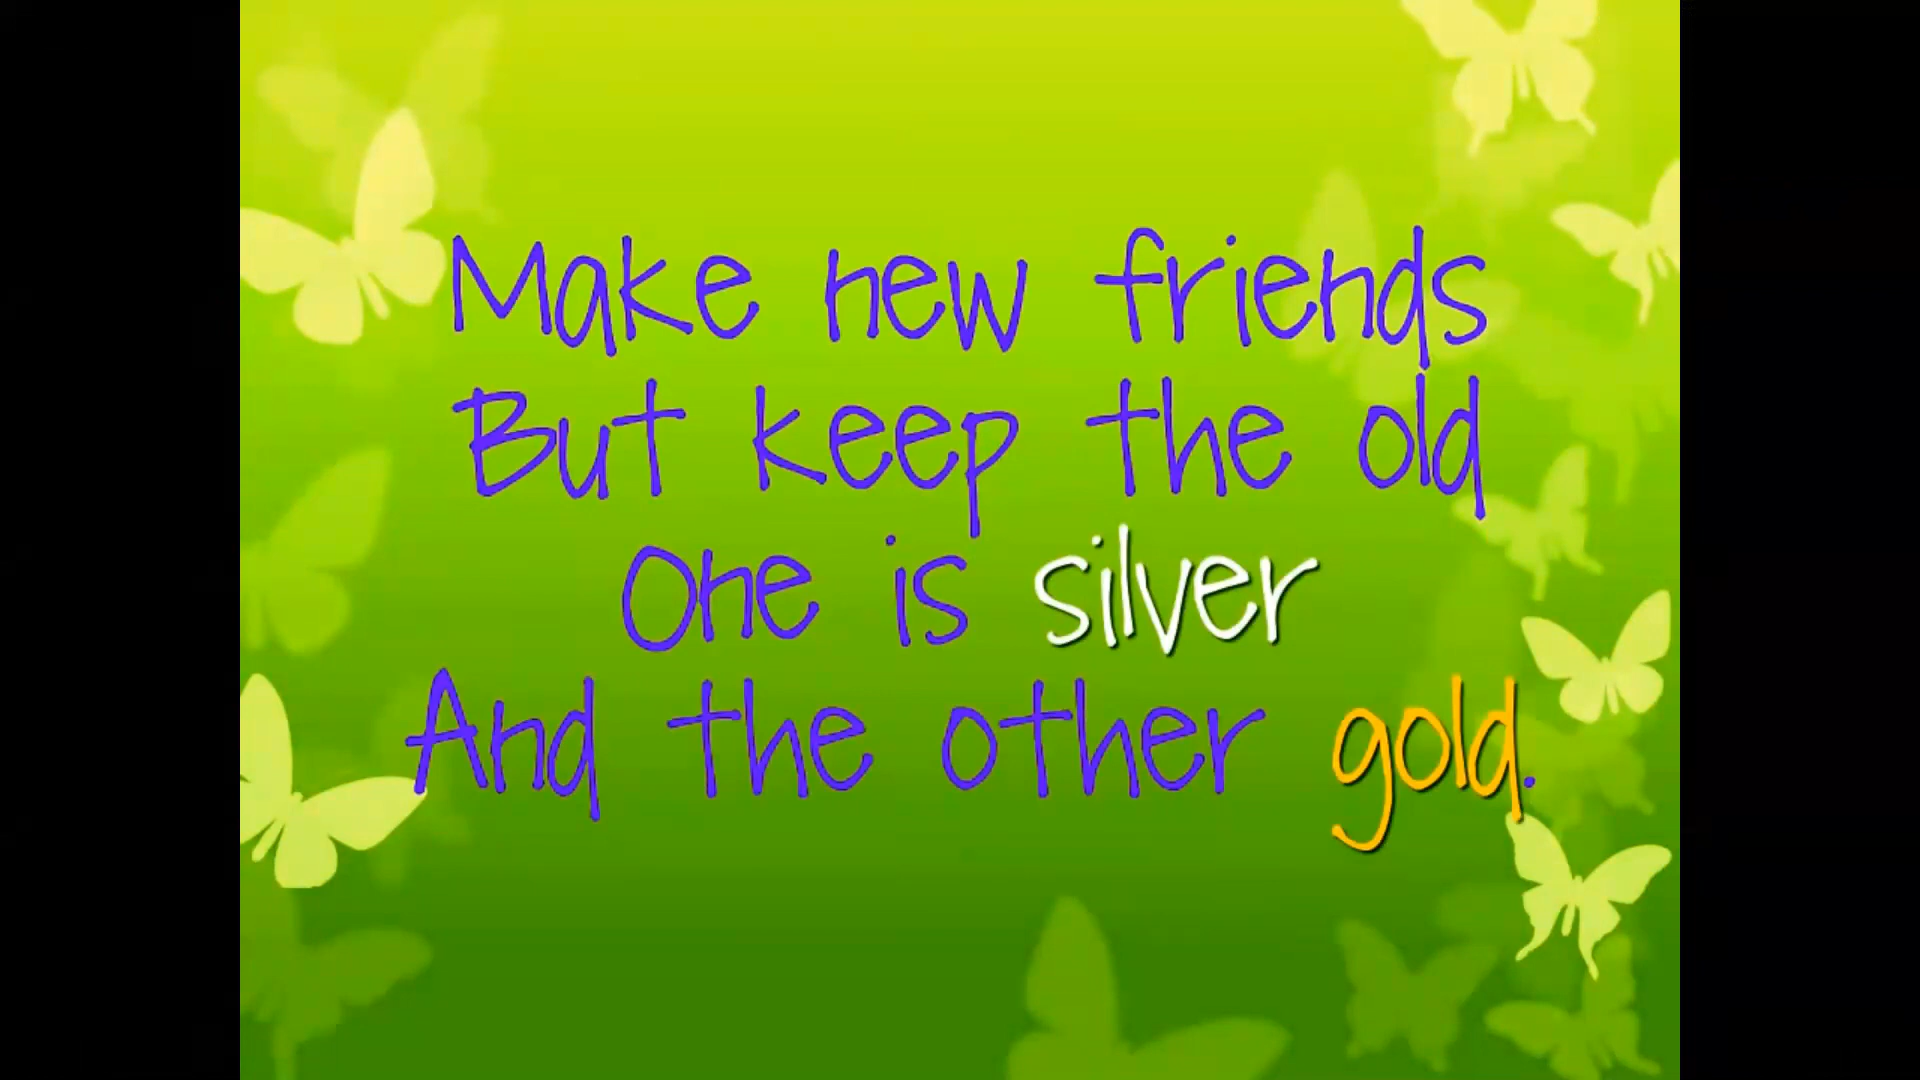 Make new friends
But keep the old
One is silver
And the other gold.